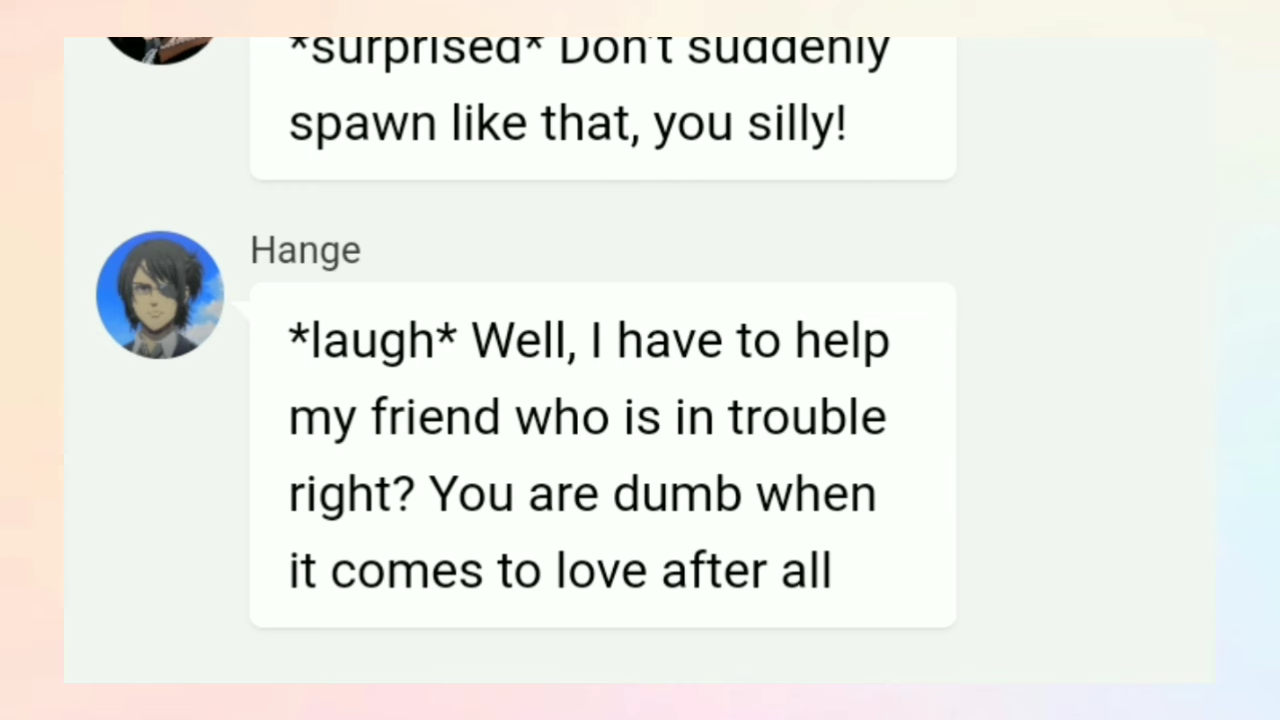 *surprised* Don't suddenly
spawn like that, you silly!
Hange
*laugh* Well, I have to help
my friend who is in trouble
right? You are dumb when
it comes to love after all